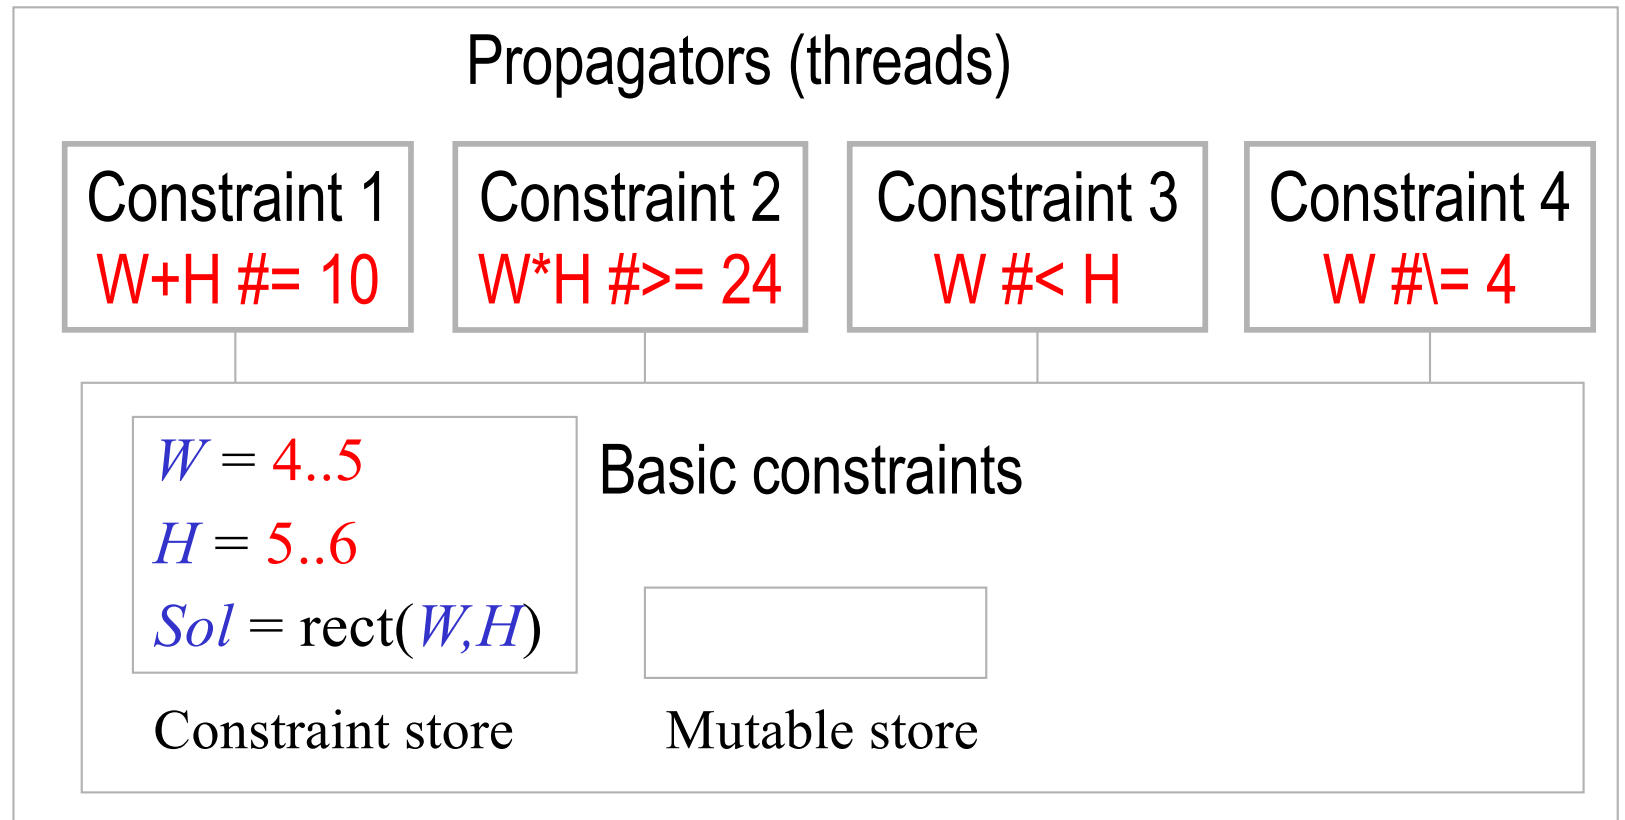 Propagators (threads)
Constraint 1
W+H #= 10
Constraint 2
W*H #>= 24
Constraint 3
W #< H
Constraint 4
W #\= 4
W = 4..5
H = 5..6
Sol = rect(W,H)
Constraint store
Basic constraints
Mutable store